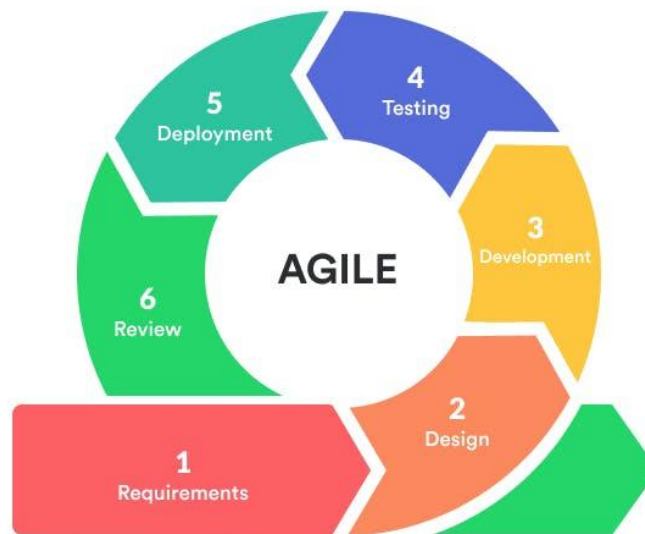 AGILE
1
Requirements
2
Design
3
Development
4
Testing
5
Deployment
6
Review